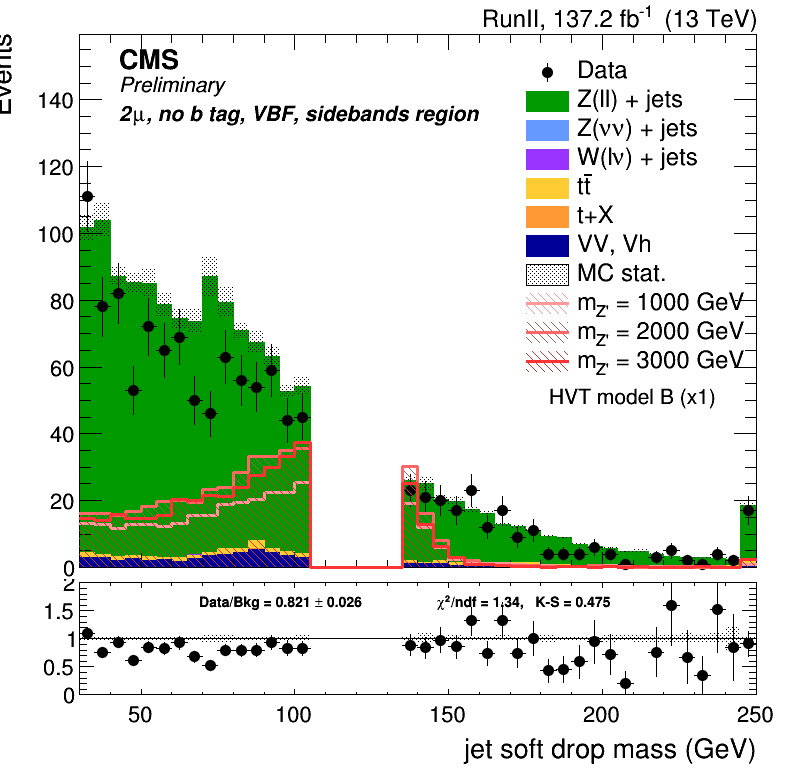 RunII, 137.2 fb⁻¹ (13 TeV)
Events
CMS
Preliminary
2μ, no b tag, VBF, sidebands region
Data
Z(ll) + jets
Z(νν) + jets
W(lν) + jets
tt̄
t+X
VV, Vh
MC stat.
m_Z' = 1000 GeV
m_Z' = 2000 GeV
m_Z' = 3000 GeV
HVT model B (x1)
140
120
100
80
60
40
20
0
Data/Bkg = 0.821 ± 0.026
χ²/ndf = 1.34, K-S = 0.475
2
1.5
1
0.5
0
50 100 150 200 250
jet soft drop mass (GeV)